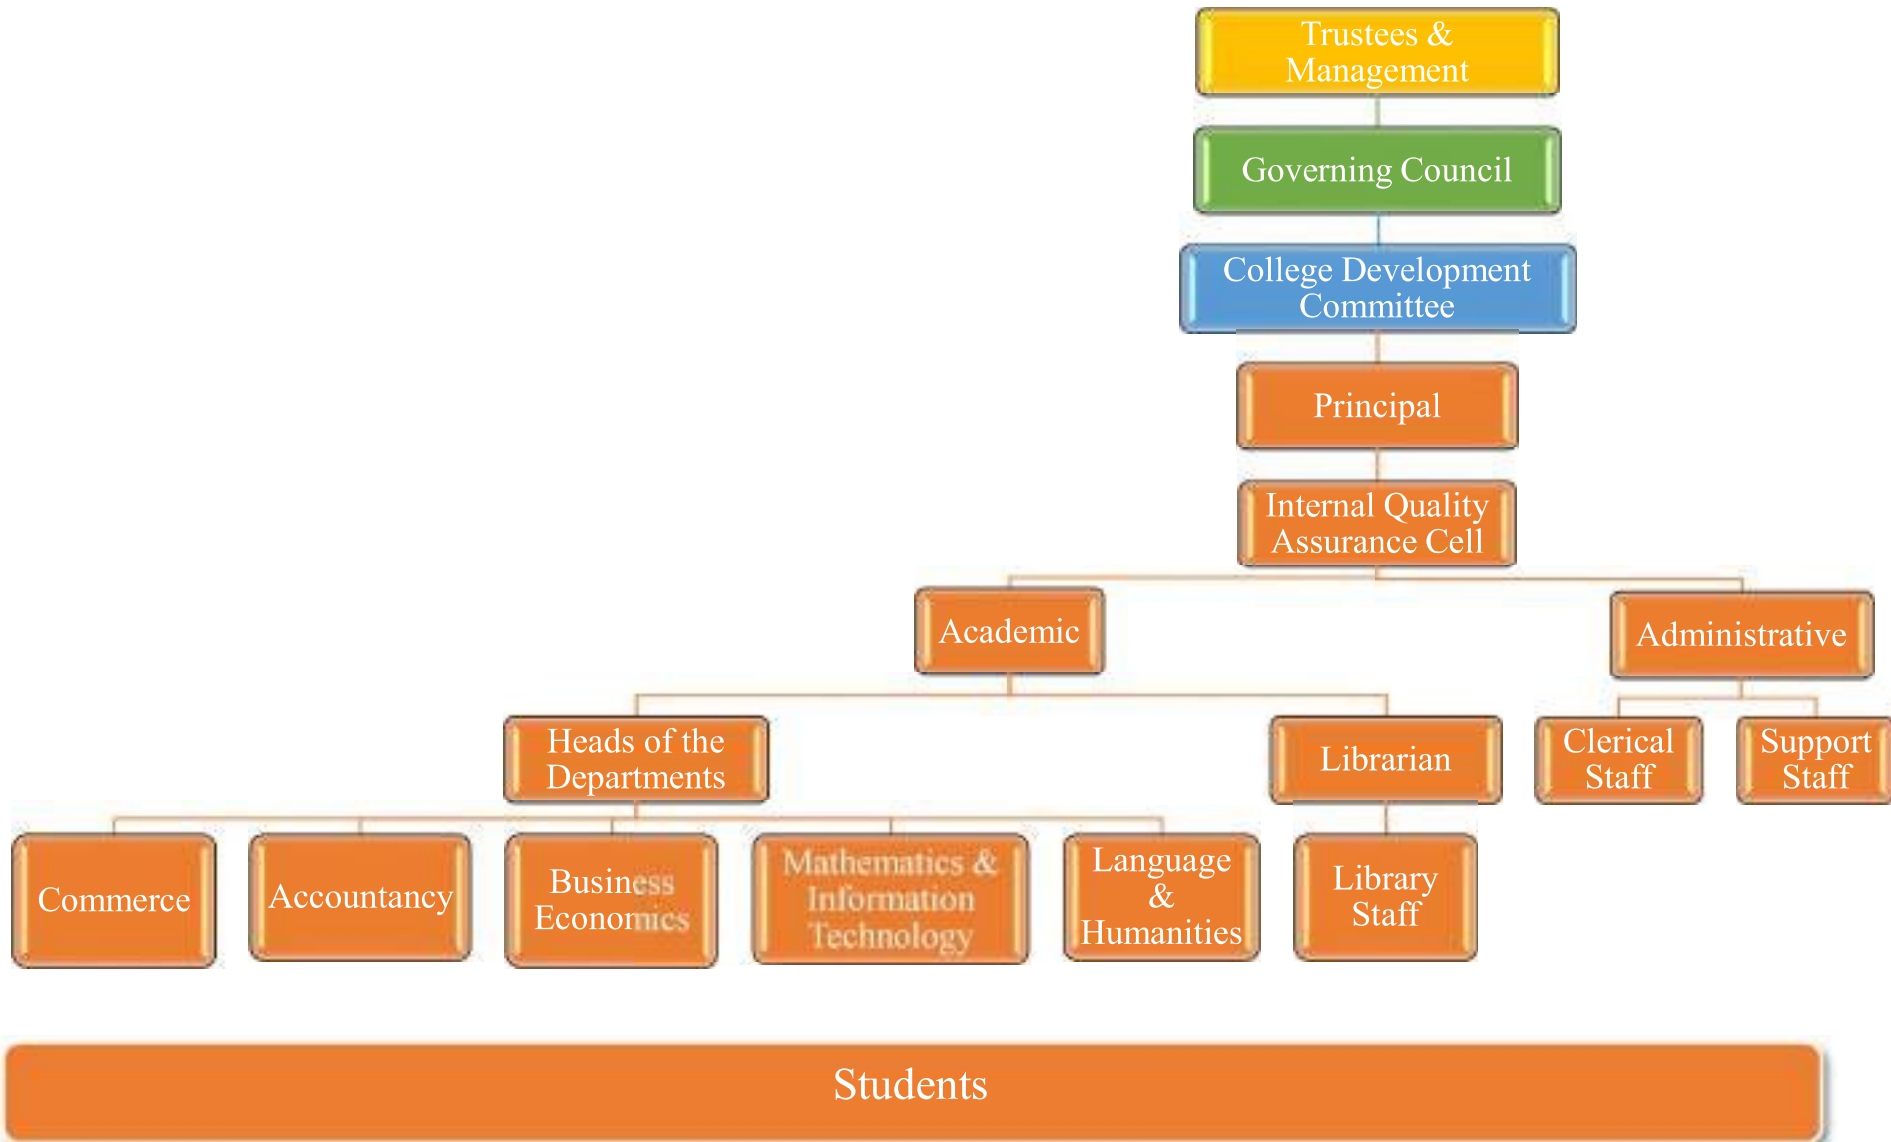 Trustees &
Management
Governing Council
College Development
Committee
Principal
Internal Quality
Assurance Cell
Academic
Administrative
Heads of the
Departments
Librarian
Clerical
Staff
Support
Staff
Commerce
Accountancy
Business
Economics
Mathematics &
Information
Technology
Language
&
Humanities
Library
Staff
Students